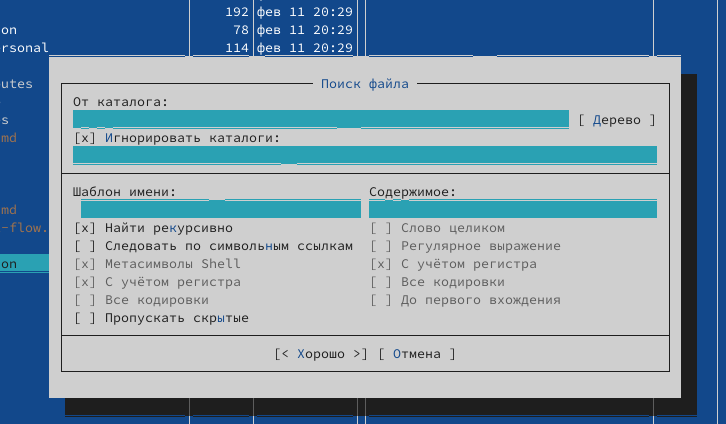 192 фев 11 20:29
on 78 фев 11 20:29
ersonal 114 фев 11 20:29
Поиск файла
utes
От каталога:
[ Дерево ]
s
[x] Игнорировать каталоги:
md
Шаблон имени: Содержимое:
md
[x] Найти рекурсивно [ ] Слово целиком
-flow.
[ ] Следовать по символьным ссылкам [ ] Регулярное выражение
on
[x] Метасимволы Shell [x] С учётом регистра
[x] С учётом регистра [ ] Все кодировки
[ ] Все кодировки [ ] До первого вхождения
[ ] Пропускать скрытые
[< Хорошо >] [ Отмена ]